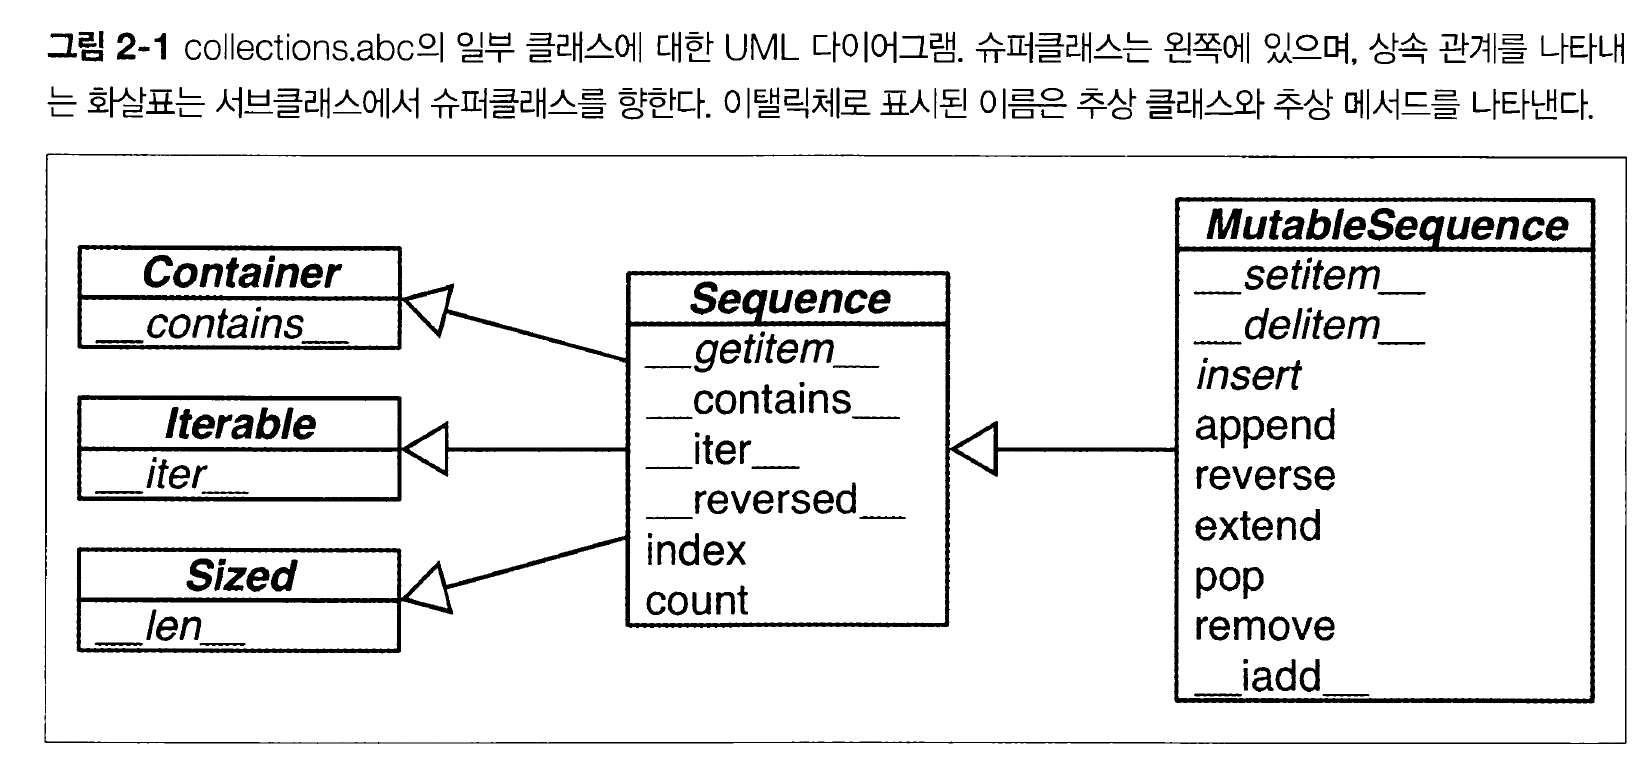 그림 2-1 collections.abc의 일부 클래스에 대한 UML 다이어그램. 슈퍼클래스는 왼쪽에 있으며, 상속 관계를 나타내
는 화살표는 서브클래스에서 슈퍼클래스를 향한다. 이탤릭체로 표시된 이름은 추상 클래스와 추상 메서드를 나타낸다.
Container
__contains__
Iterable
__iter__
Sized
__len__
Sequence
__getitem__
__contains__
__iter__
__reversed__
index
count
MutableSequence
__setitem__
__delitem__
insert
append
reverse
extend
pop
remove
__iadd__